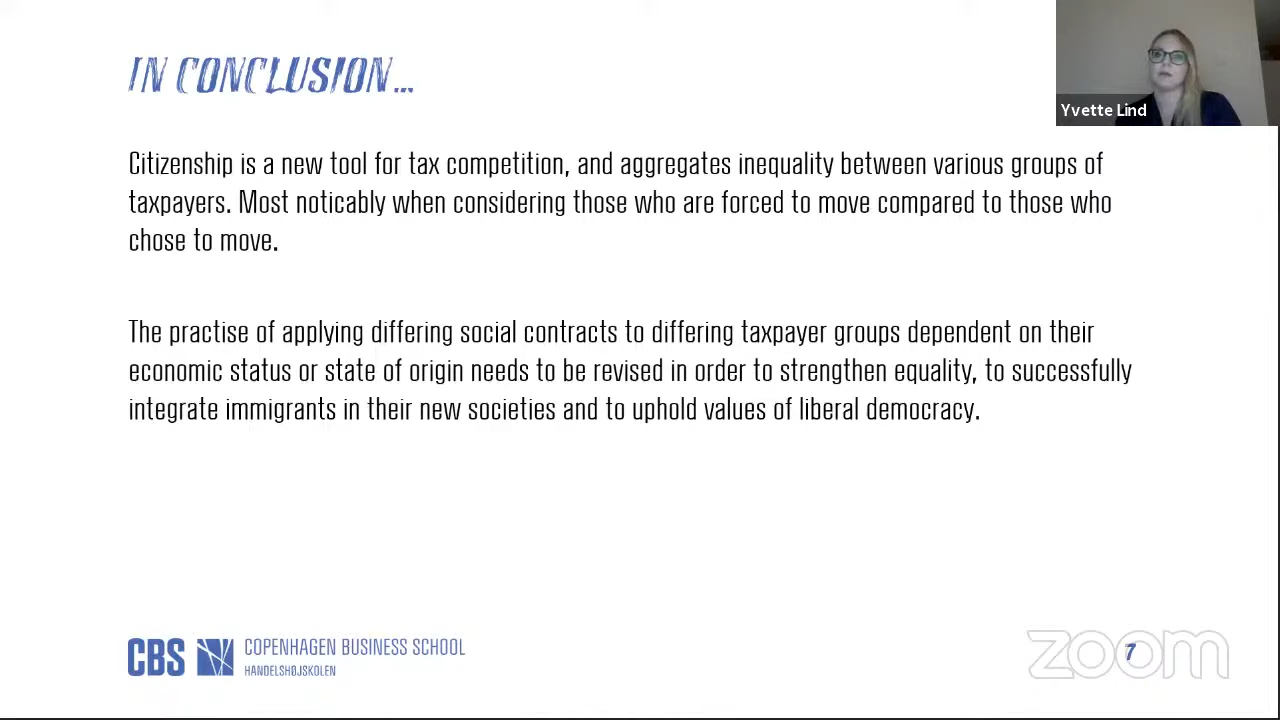 IN CONCLUSION...
Yvette Lind
Citizenship is a new tool for tax competition, and aggregates inequality between various groups of
taxpayers. Most noticably when considering those who are forced to move compared to those who
chose to move.
The practise of applying differing social contracts to differing taxpayer groups dependent on their
economic status or state of origin needs to be revised in order to strengthen equality, to successfully
integrate immigrants in their new societies and to uphold values of liberal democracy.
CBS COPENHAGEN BUSINESS SCHOOL
HANDELSHØJSKOLEN
zoom
7